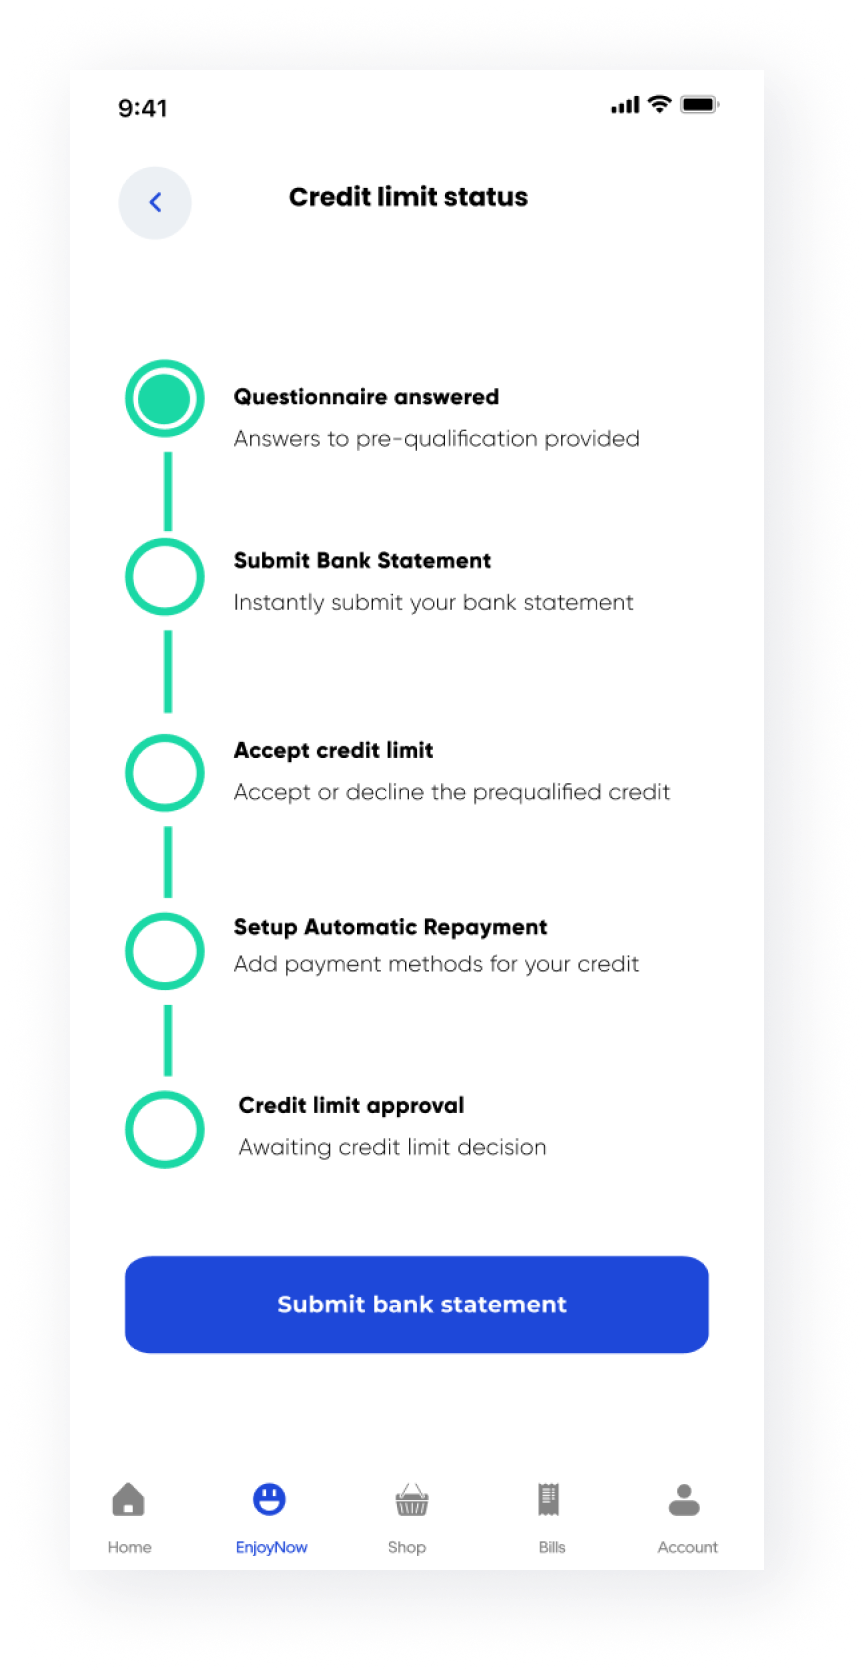 9:41
Credit limit status
Questionnaire answered
Answers to pre-qualification provided
Submit Bank Statement
Instantly submit your bank statement
Accept credit limit
Accept or decline the prequalified credit
Setup Automatic Repayment
Add payment methods for your credit
Credit limit approval
Awaiting credit limit decision
Submit bank statement
Home EnjoyNow Shop Bills Account